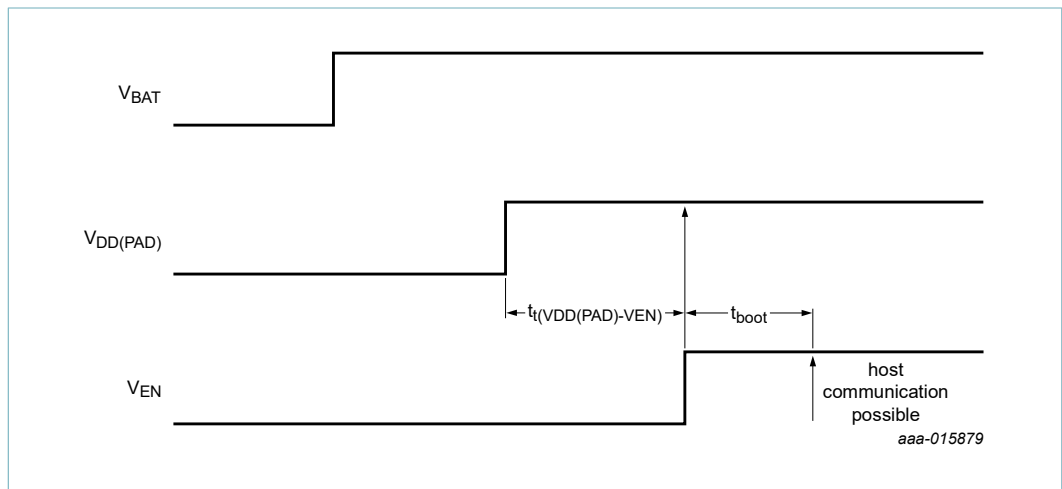 VBAT
VDD(PAD)
tt(VDD(PAD)-VEN)
tboot
VEN
host
communication
possible
aaa-015879